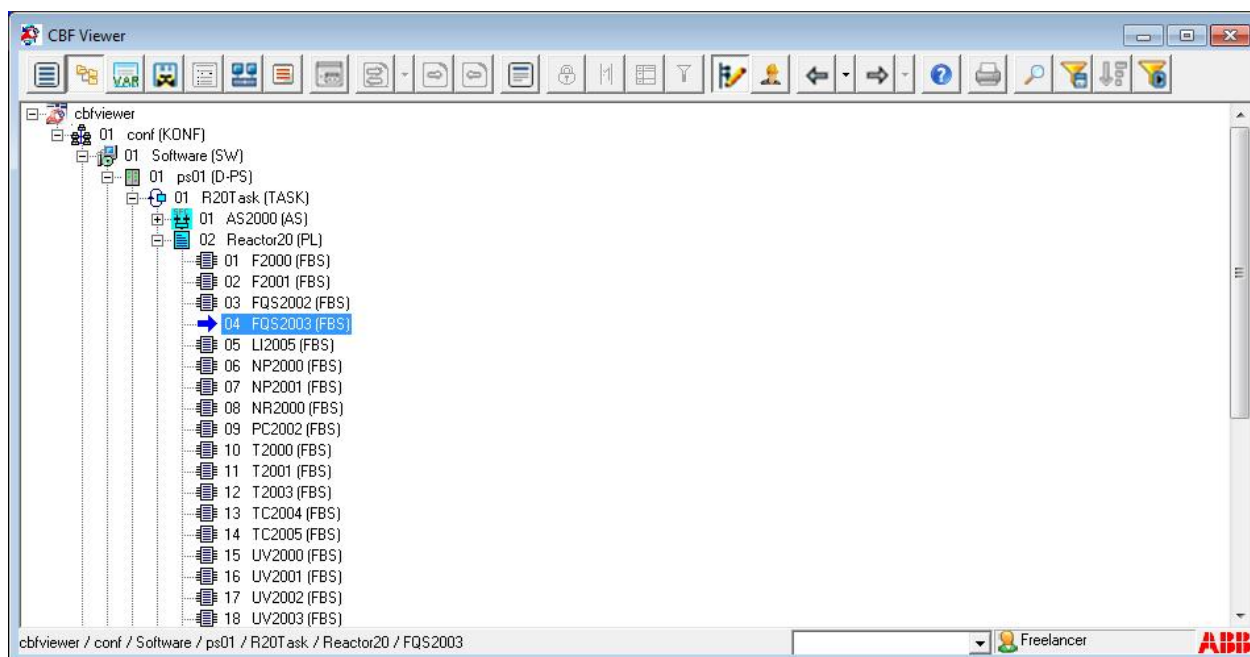 CBF Viewer
VAR
cbfviewer
01 conf (KONF)
01 Software (SW)
01 ps01 (D-PS)
01 R20Task (TASK)
01 AS2000 (AS)
02 Reactor20 (PL)
01 F2000 (FBS)
02 F2001 (FBS)
03 FQS2002 (FBS)
04 FQS2003 (FBS)
05 LI2005 (FBS)
06 NP2000 (FBS)
07 NP2001 (FBS)
08 NR2000 (FBS)
09 PC2002 (FBS)
10 T2000 (FBS)
11 T2001 (FBS)
12 T2003 (FBS)
13 TC2004 (FBS)
14 TC2005 (FBS)
15 UV2000 (FBS)
16 UV2001 (FBS)
17 UV2002 (FBS)
18 UV2003 (FBS)
cbfviewer / conf / Software / ps01 / R20Task / Reactor20 / FQS2003
Freelancer
ABB